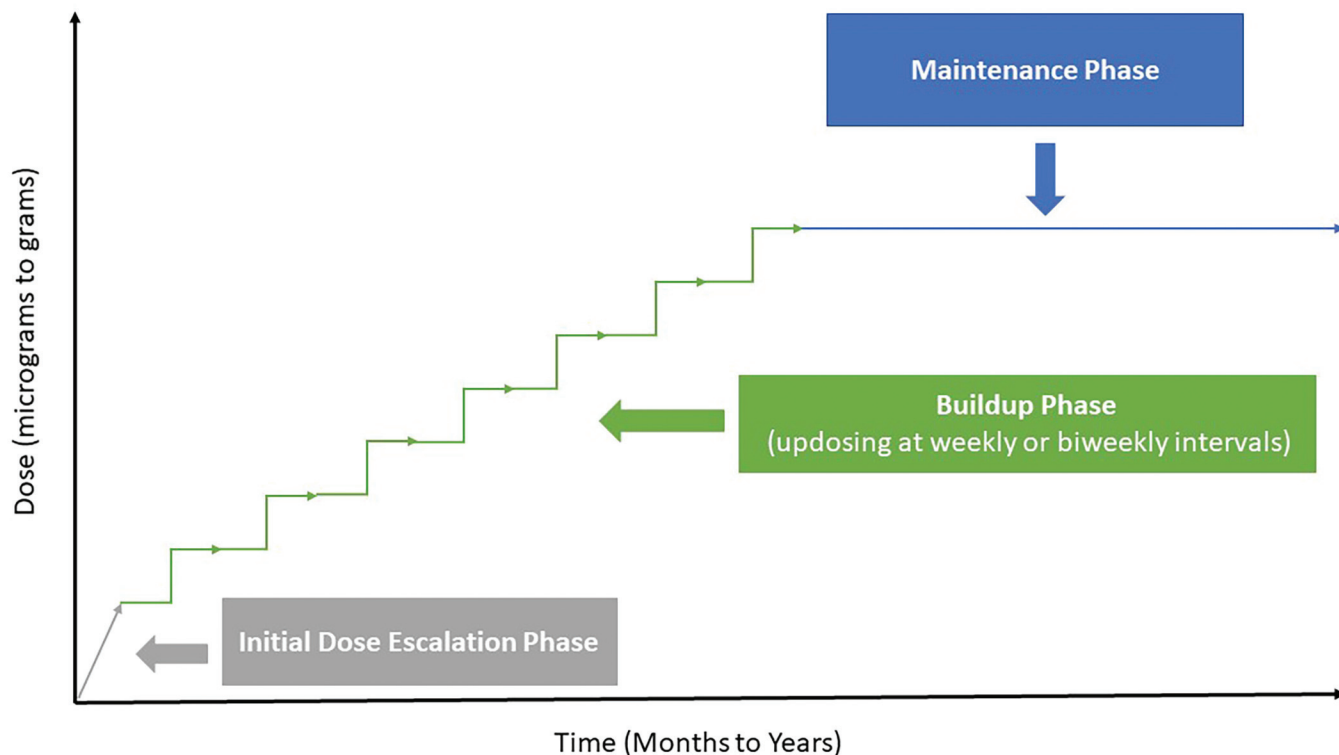 Maintenance Phase
Dose (micrograms to grams)
Buildup Phase
(updosing at weekly or biweekly intervals)
Initial Dose Escalation Phase
Time (Months to Years)